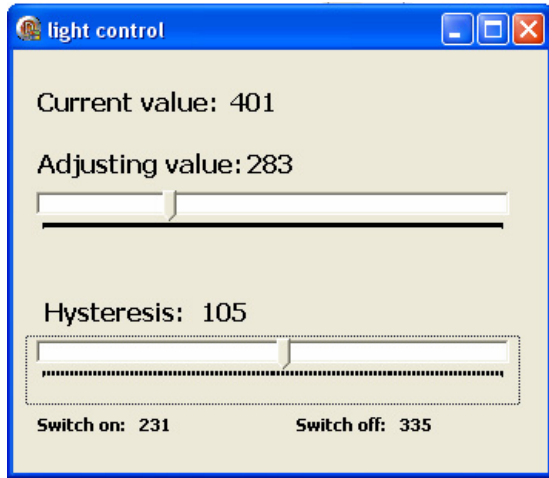 light control
Current value: 401
Adjusting value: 283
Hysteresis: 105
Switch on: 231 Switch off: 335